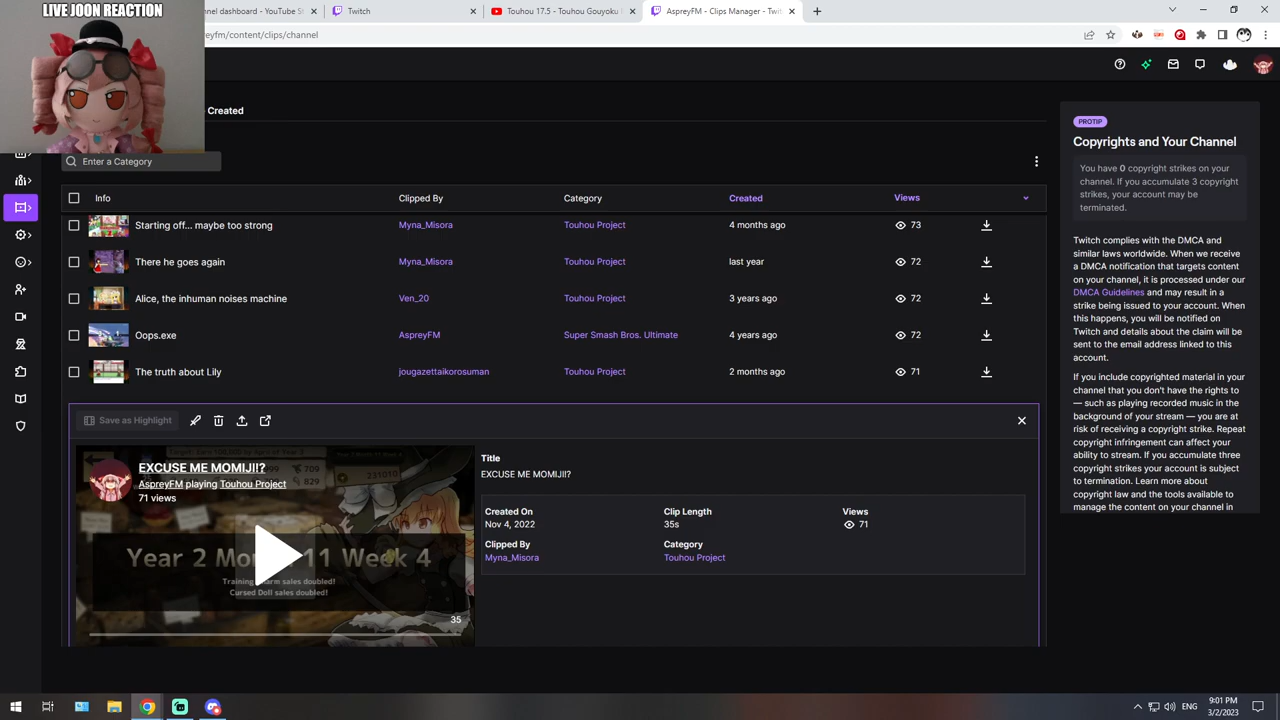 LIVE JOON REACTION
nnel dashboard - YouTube St
Twitch
Touhou 17.5 - Touhou Gouyoku I
AspreyFM - Clips Manager - Twit
eyfm/content/clips/channel
Created
Enter a Category
Info
Clipped By
Category
Created
Views
Starting off... maybe too strong
Myna_Misora
Touhou Project
4 months ago
73
There he goes again
Myna_Misora
Touhou Project
last year
72
Alice, the inhuman noises machine
Ven_20
Touhou Project
3 years ago
72
Oops.exe
AspreyFM
Super Smash Bros. Ultimate
4 years ago
72
The truth about Lily
jougazettaikorosuman
Touhou Project
2 months ago
71
Save as Highlight
EXCUSE ME MOMIJI!?
AspreyFM playing Touhou Project
71 views
709
829
231010
Year 2 Month 11 Week 4
Training Charm sales doubled!
Cursed Doll sales doubled!
35
Title
EXCUSE ME MOMIJI!?
Created On
Nov 4, 2022
Clip Length
35s
Views
71
Clipped By
Myna_Misora
Category
Touhou Project
PROTIP
Copyrights and Your Channel
You have 0 copyright strikes on your
channel. If you accumulate 3 copyright
strikes, your account may be
terminated.
Twitch complies with the DMCA and
similar laws worldwide. When we receive
a DMCA notification that targets content
on your channel, it is processed under our
DMCA Guidelines and may result in a
strike being issued to your account. When
this happens, you will be notified on
Twitch and details about the claim will be
sent to the email address linked to this
account.
If you include copyrighted material in your
channel that you don't have the rights to
— such as playing recorded music in the
background of your stream — you are at
risk of receiving a copyright strike. Repeat
copyright infringement can affect your
ability to stream. If you accumulate three
copyright strikes your account is subject
to termination. Learn more about
copyright law and the tools available to
manage the content on your channel in
ENG
9:01 PM
3/2/2023